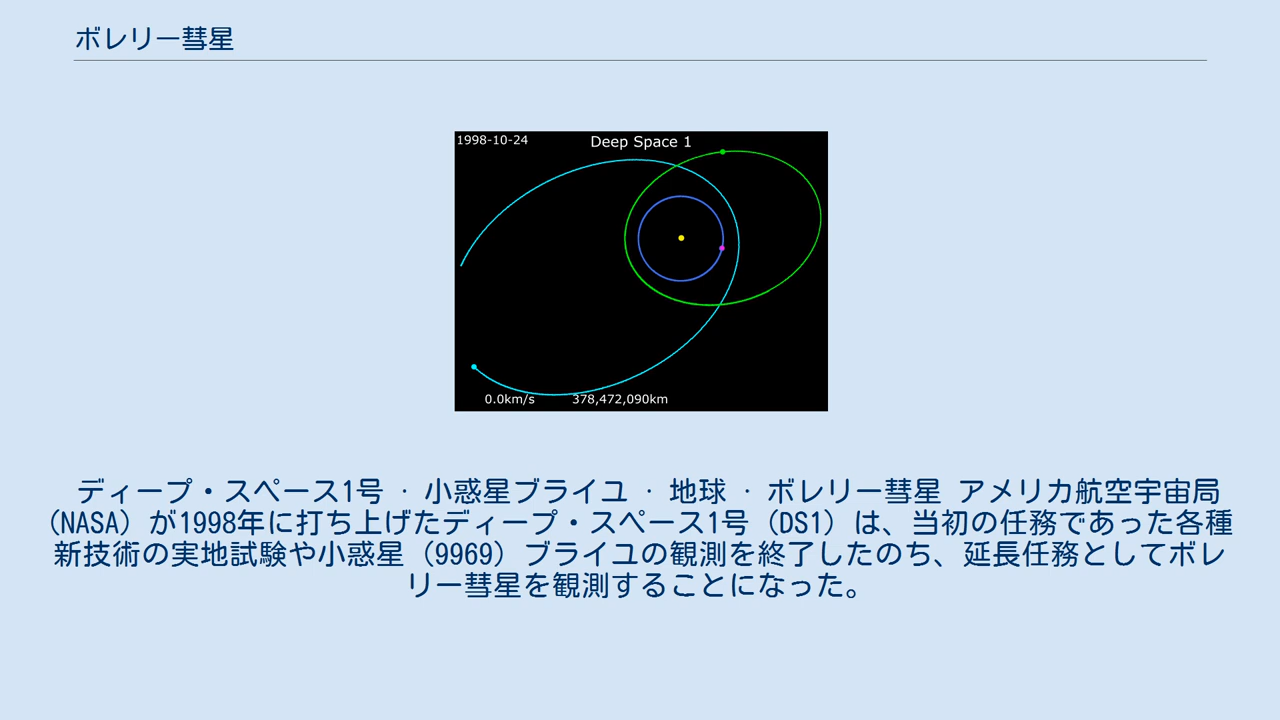 ボレリー彗星
1998-10-24
Deep Space 1
0.0km/s
378,472,090km
ディープ・スペース1号 · 小惑星ブライユ · 地球 · ボレリー彗星 アメリカ航空宇宙局
(NASA）が1998年に打ち上げたディープ・スペース1号（DS1）は、当初の任務であった各種
新技術の実地試験や小惑星（9969）ブライユの観測を終了したのち、延長任務としてボレ
リー彗星を観測することになった。